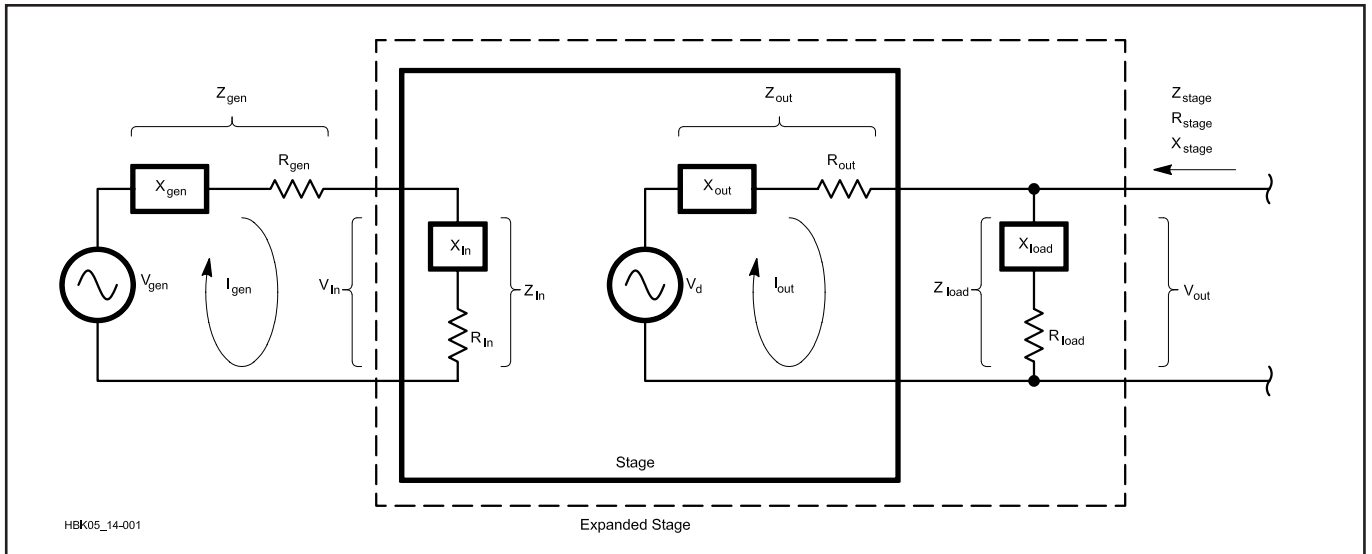 Zgen
Zout
Zstage
Rstage
Xstage
Rgen
Rout
Xgen
Xout
XIn
Xload
Vgen
Igen
VIn
ZIn
Vd
Iout
Zload
Vout
RIn
Rload
Stage
HBK05_14-001
Expanded Stage